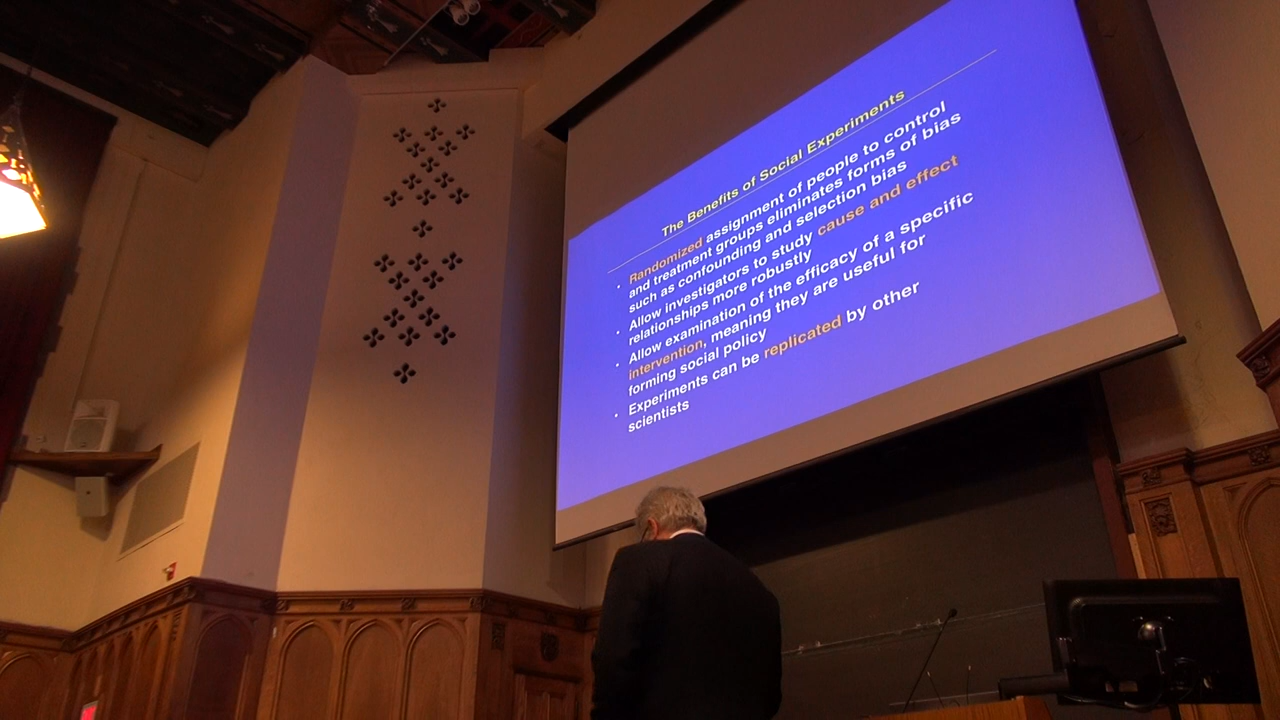 The Benefits of Social Experiments
• Randomized assignment of people to control
and treatment groups eliminates forms of bias
such as confounding and selection bias
• Allow investigators to study cause and effect
relationships more robustly
• Allow examination of the efficacy of a specific
intervention, meaning they are useful for
forming social policy
• Experiments can be replicated by other
scientists